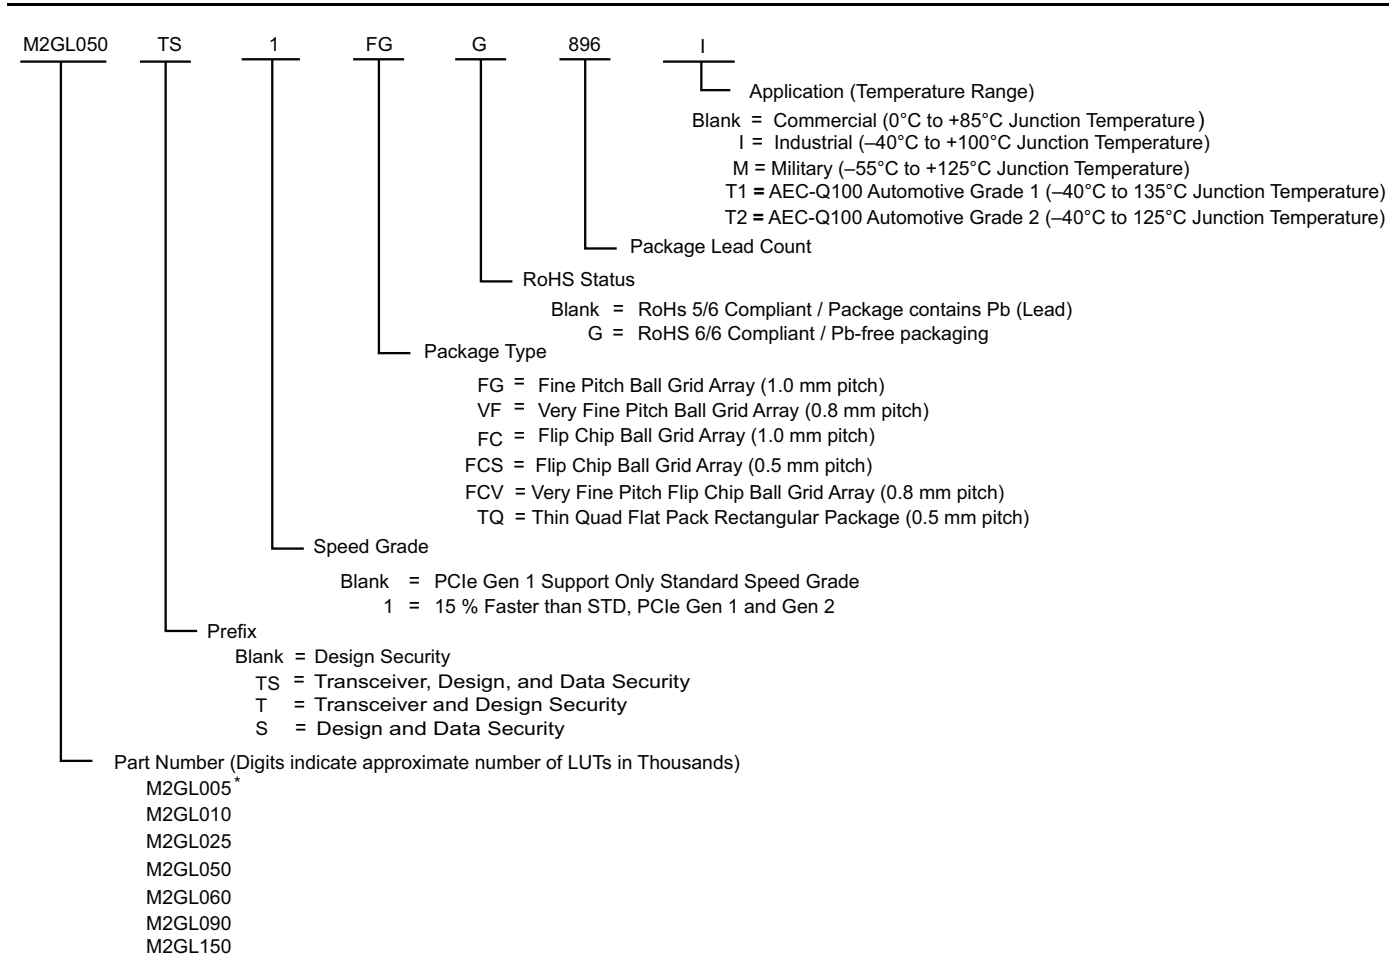 M2GL050 TS 1 FG G 896 I
Application (Temperature Range)
Blank = Commercial (0°C to +85°C Junction Temperature)
I = Industrial (–40°C to +100°C Junction Temperature)
M = Military (–55°C to +125°C Junction Temperature)
T1 = AEC-Q100 Automotive Grade 1 (–40°C to 135°C Junction Temperature)
T2 = AEC-Q100 Automotive Grade 2 (–40°C to 125°C Junction Temperature)
Package Lead Count
RoHS Status
Blank = RoHs 5/6 Compliant / Package contains Pb (Lead)
G = RoHS 6/6 Compliant / Pb-free packaging
Package Type
FG = Fine Pitch Ball Grid Array (1.0 mm pitch)
VF = Very Fine Pitch Ball Grid Array (0.8 mm pitch)
FC = Flip Chip Ball Grid Array (1.0 mm pitch)
FCS = Flip Chip Ball Grid Array (0.5 mm pitch)
FCV = Very Fine Pitch Flip Chip Ball Grid Array (0.8 mm pitch)
TQ = Thin Quad Flat Pack Rectangular Package (0.5 mm pitch)
Speed Grade
Blank = PCIe Gen 1 Support Only Standard Speed Grade
1 = 15 % Faster than STD, PCIe Gen 1 and Gen 2
Prefix
Blank = Design Security
TS = Transceiver, Design, and Data Security
T = Transceiver and Design Security
S = Design and Data Security
Part Number (Digits indicate approximate number of LUTs in Thousands)
M2GL005*
M2GL010
M2GL025
M2GL050
M2GL060
M2GL090
M2GL150